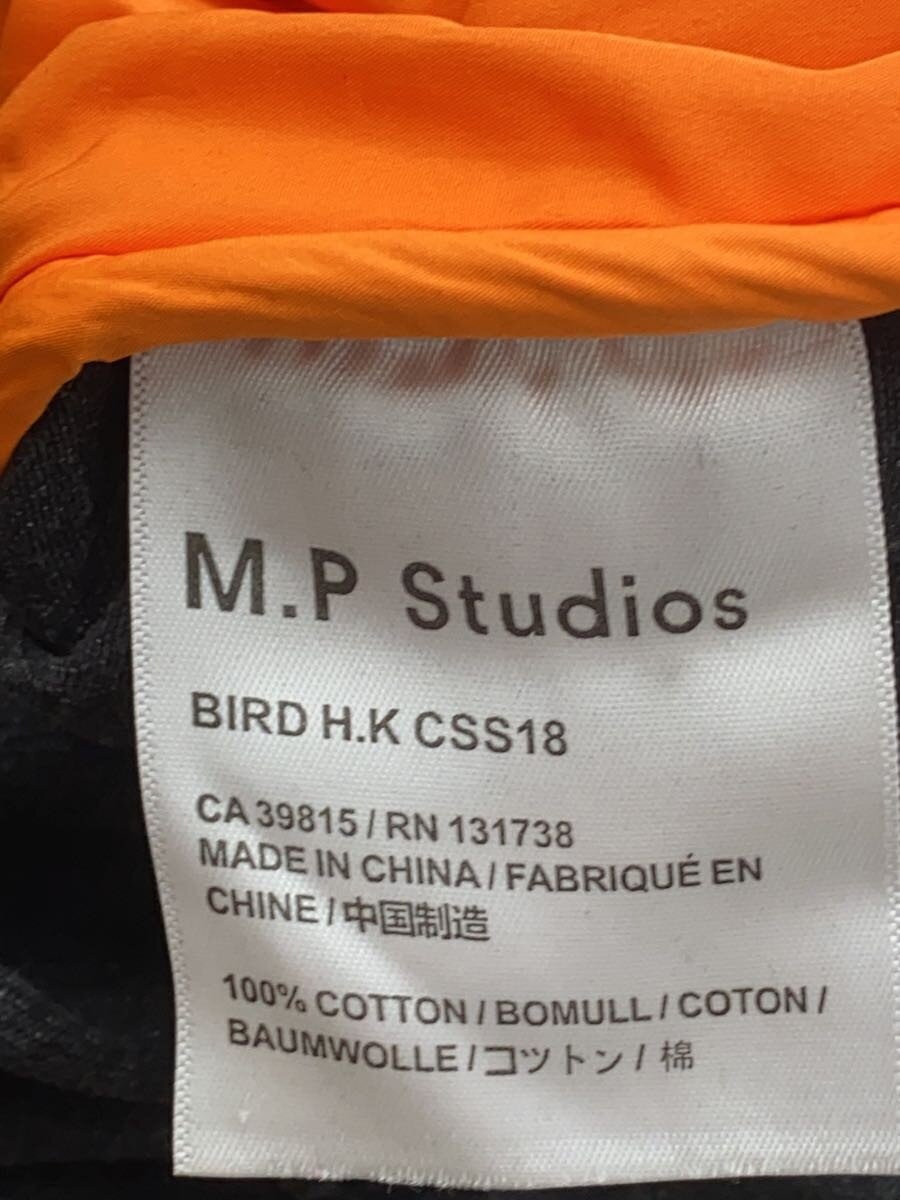 M.P Studios
BIRD H.K CSS18
CA 39815 / RN 131738
MADE IN CHINA / FABRIQUÉ EN
CHINE / 中国制造
100% COTTON / BOMULL / COTON /
BAUMWOLLE / コツトン / 棉